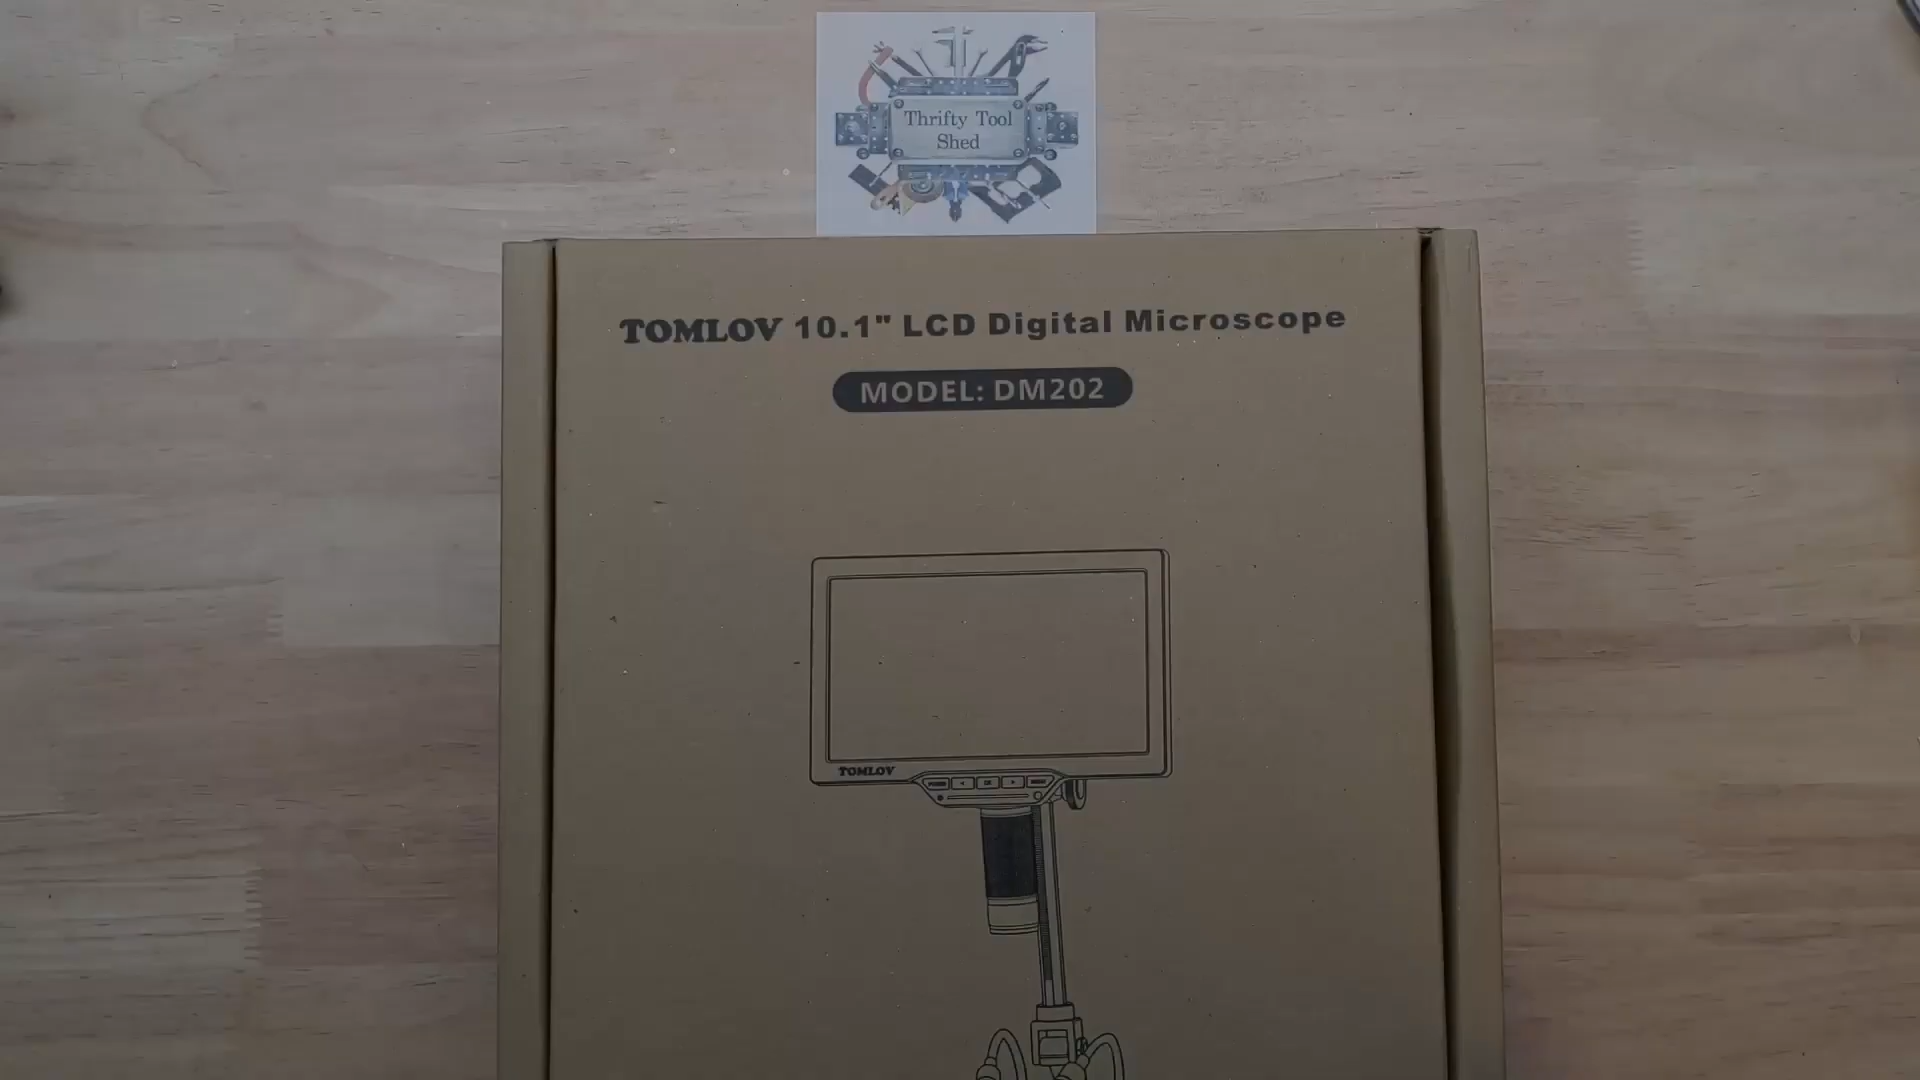 Thrifty Tool
Shed
TOMLOV 10.1" LCD Digital Microscope
MODEL: DM202
TOMLOV